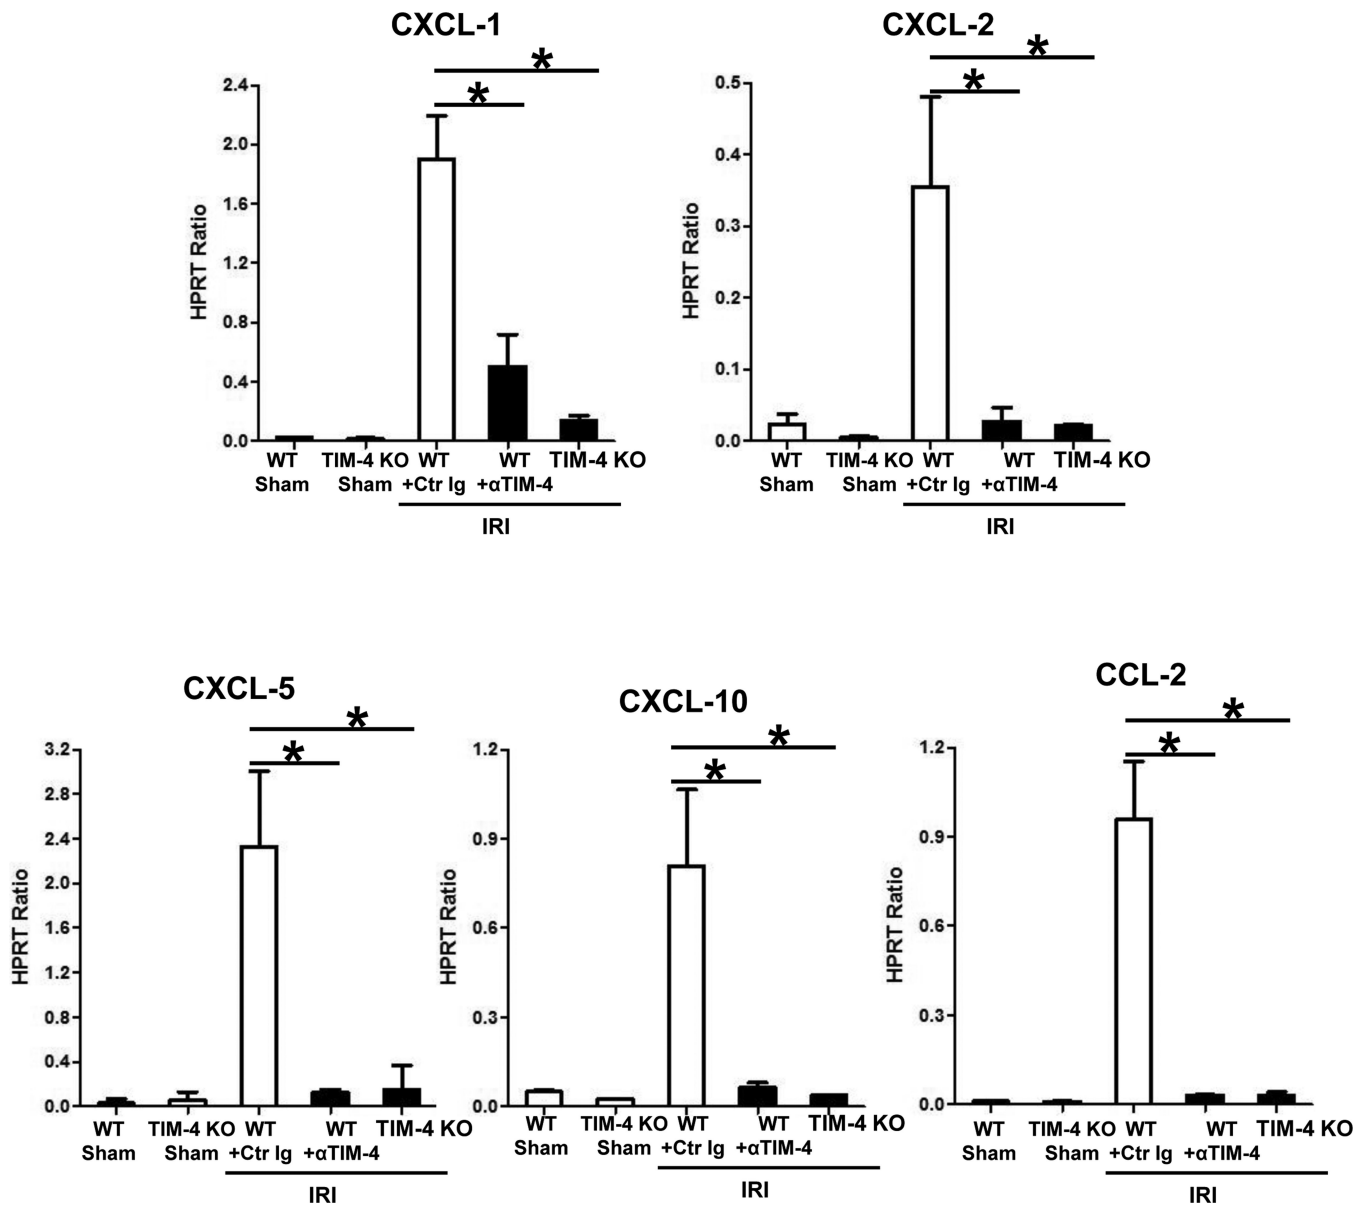 CXCL-1
*
*
HPRT Ratio
2.4
2.0
1.6
1.2
0.8
0.4
0.0
WT TIM-4 KO WT WT TIM-4 KO
Sham Sham +Ctr Ig +αTIM-4
IRI
CXCL-2
*
*
HPRT Ratio
0.5
0.4
0.3
0.2
0.1
0.0
WT TIM-4 KO WT WT TIM-4 KO
Sham Sham +Ctr Ig +αTIM-4
IRI
CXCL-5
*
*
HPRT Ratio
3.2
2.8
2.4
2.0
1.6
1.2
0.8
0.4
0.0
WT TIM-4 KO WT WT TIM-4 KO
Sham Sham +Ctr Ig +αTIM-4
IRI
CXCL-10
*
*
HPRT Ratio
1.2
0.9
0.6
0.3
0.0
WT TIM-4 KO WT WT TIM-4 KO
Sham Sham +Ctr Ig +αTIM-4
IRI
CCL-2
*
*
HPRT Ratio
1.2
0.9
0.6
0.3
0.0
WT TIM-4 KO WT WT TIM-4 KO
Sham Sham +Ctr Ig +αTIM-4
IRI